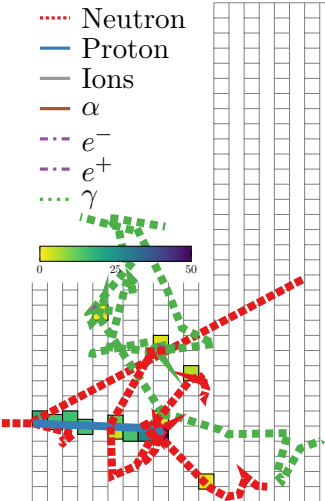 Neutron
Proton
Ions
α
e⁻
e⁺
γ
0 25 50